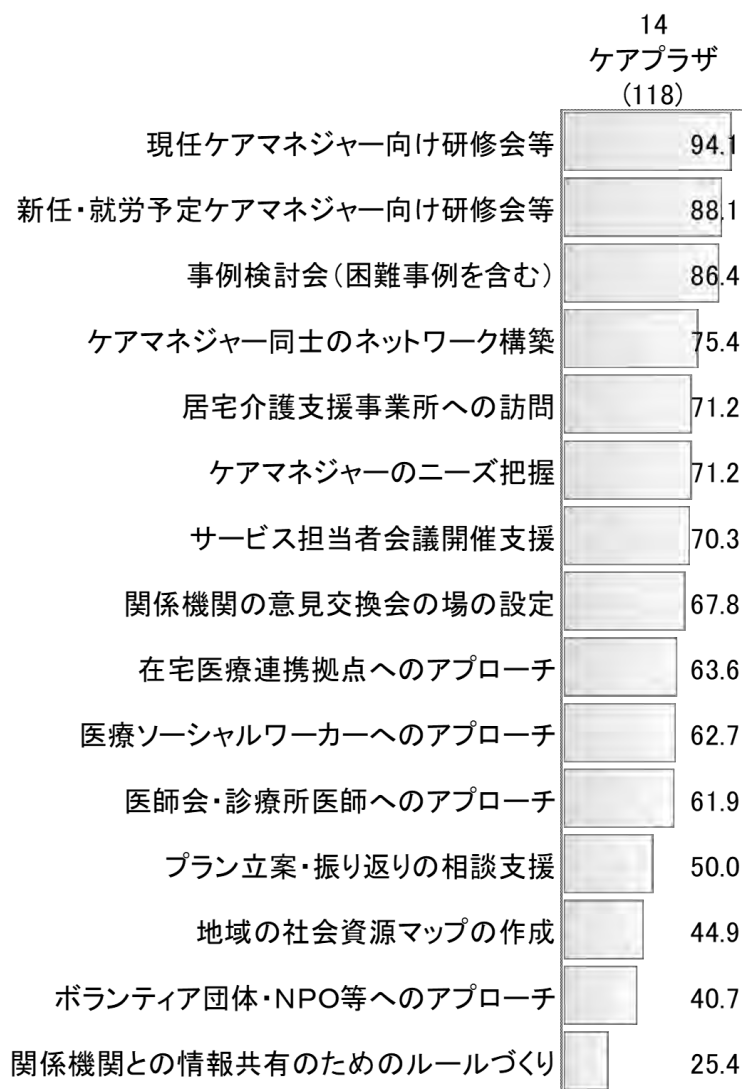 14
ケアプラザ
(118)
現任ケアマネジャー向け研修会等 94.1
新任・就労予定ケアマネジャー向け研修会等 88.1
事例検討会（困難事例を含む） 86.4
ケアマネジャー同士のネットワーク構築 75.4
居宅介護支援事業所への訪問 71.2
ケアマネジャーのニーズ把握 71.2
サービス担当者会議開催支援 70.3
関係機関の意見交換会の場の設定 67.8
在宅医療連携拠点へのアプローチ 63.6
医療ソーシャルワーカーへのアプローチ 62.7
医師会・診療所医師へのアプローチ 61.9
プラン立案・振り返りの相談支援 50.0
地域の社会資源マップの作成 44.9
ボランティア団体・NPO等へのアプローチ 40.7
関係機関との情報共有のためのルールづくり 25.4